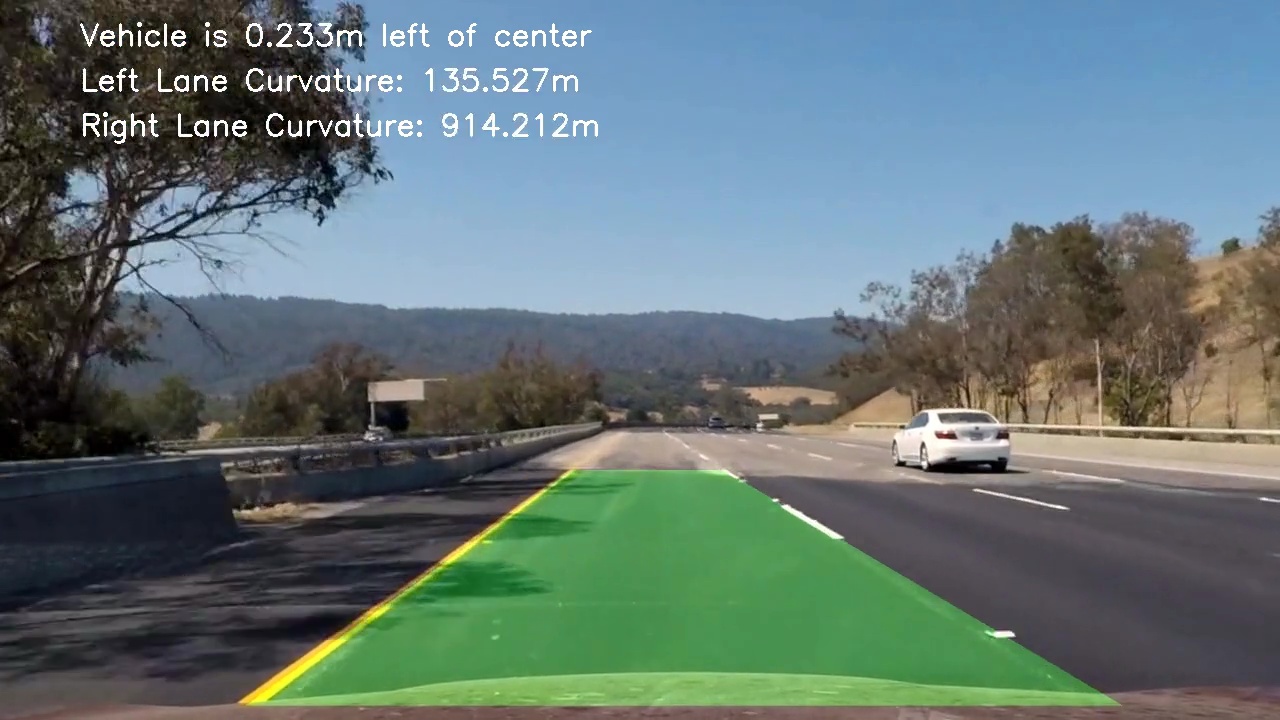 Vehicle is 0.233m left of center
Left Lane Curvature: 135.527m
Right Lane Curvature: 914.212m